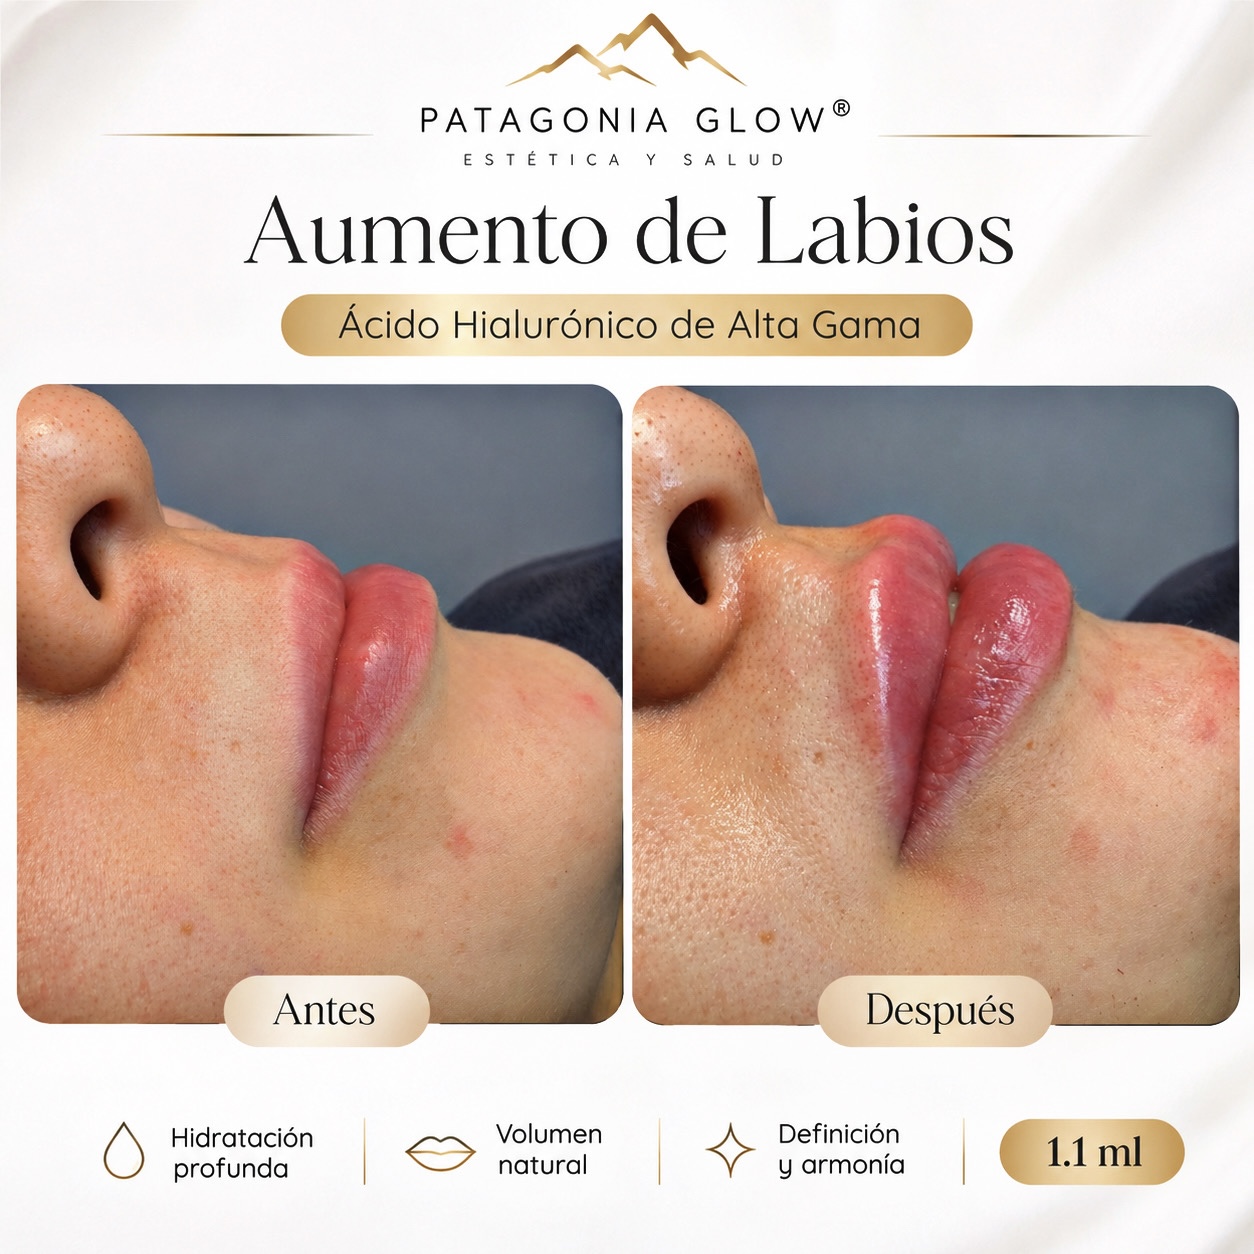 PATAGONIA GLOW®
ESTÉTICA Y SALUD
Aumento de Labios
Ácido Hialurónico de Alta Gama
Antes
Después
Hidratación
profunda
Volumen
natural
Definición
y armonía
1.1 ml